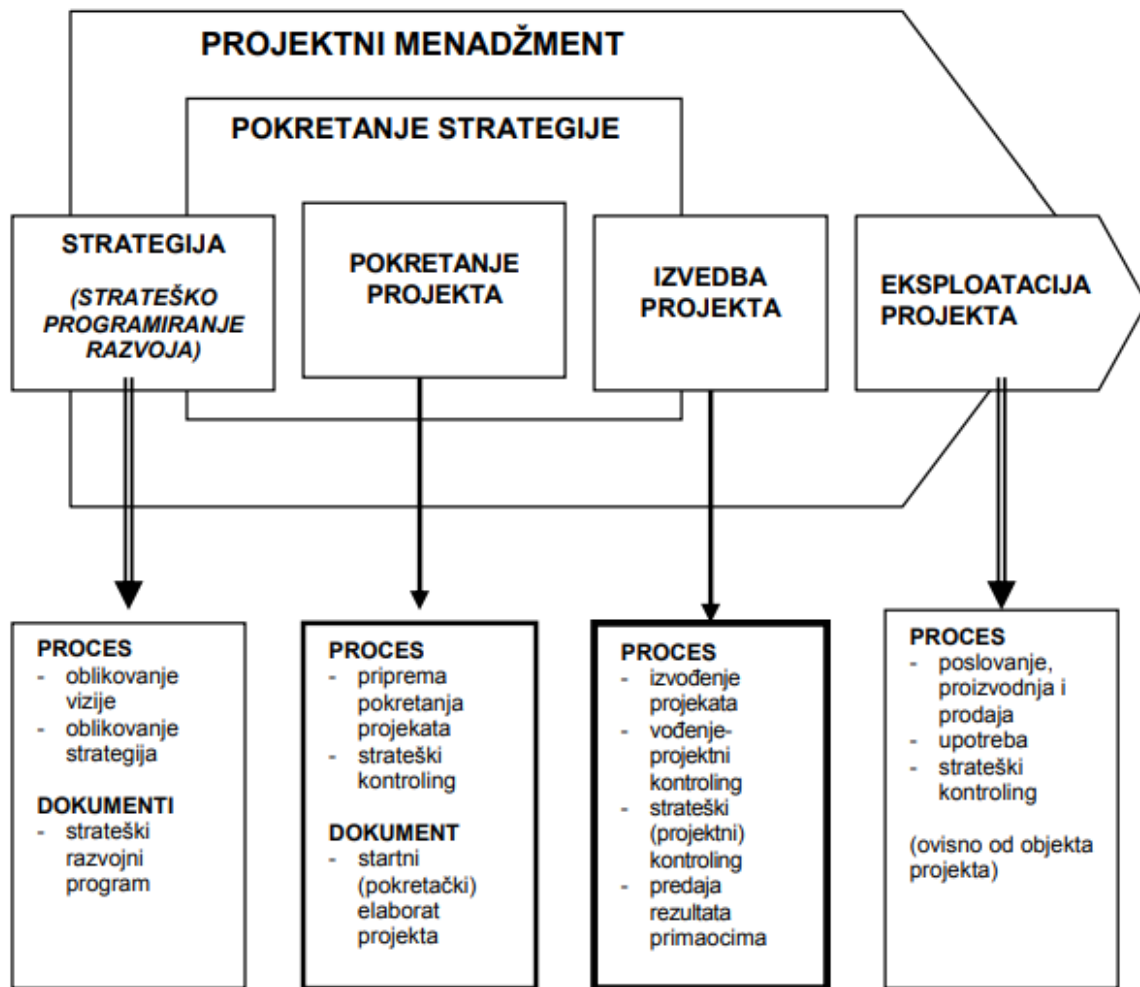 PROJEKTNI MENADŽMENT
POKRETANJE STRATEGIJE
STRATEGIJA
(STRATEŠKO
PROGRAMIRANJE
RAZVOJA)
POKRETANJE
PROJEKTA
IZVEDBA
PROJEKTA
EKSPLOATACIJA
PROJEKTA
PROCES
- oblikovanje
vizije
- oblikovanje
strategija
DOKUMENTI
- strateški
razvojni
program
PROCES
- priprema
pokretanja
projekata
- strateški
kontroling
DOKUMENT
- startni
(pokretački)
elaborat
projekta
PROCES
- izvođenje
projekata
- vođenje-
projektni
kontroling
- strateški
(projektni)
kontroling
- predaja
rezultata
primaocima
PROCES
- poslovanje,
proizvodnja i
prodaja
- upotreba
- strateški
kontroling
(ovisno od objekta
projekta)